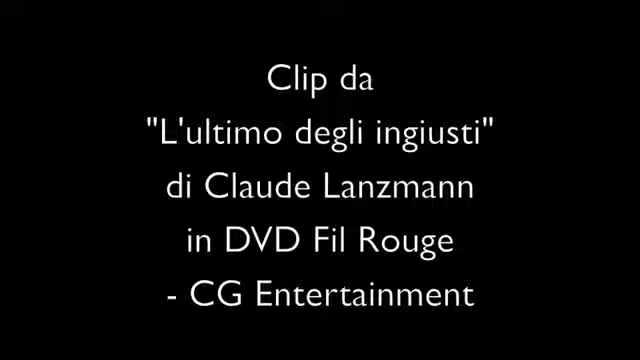 Clip da
"L'ultimo degli ingiusti"
di Claude Lanzmann
in DVD Fil Rouge
- CG Entertainment